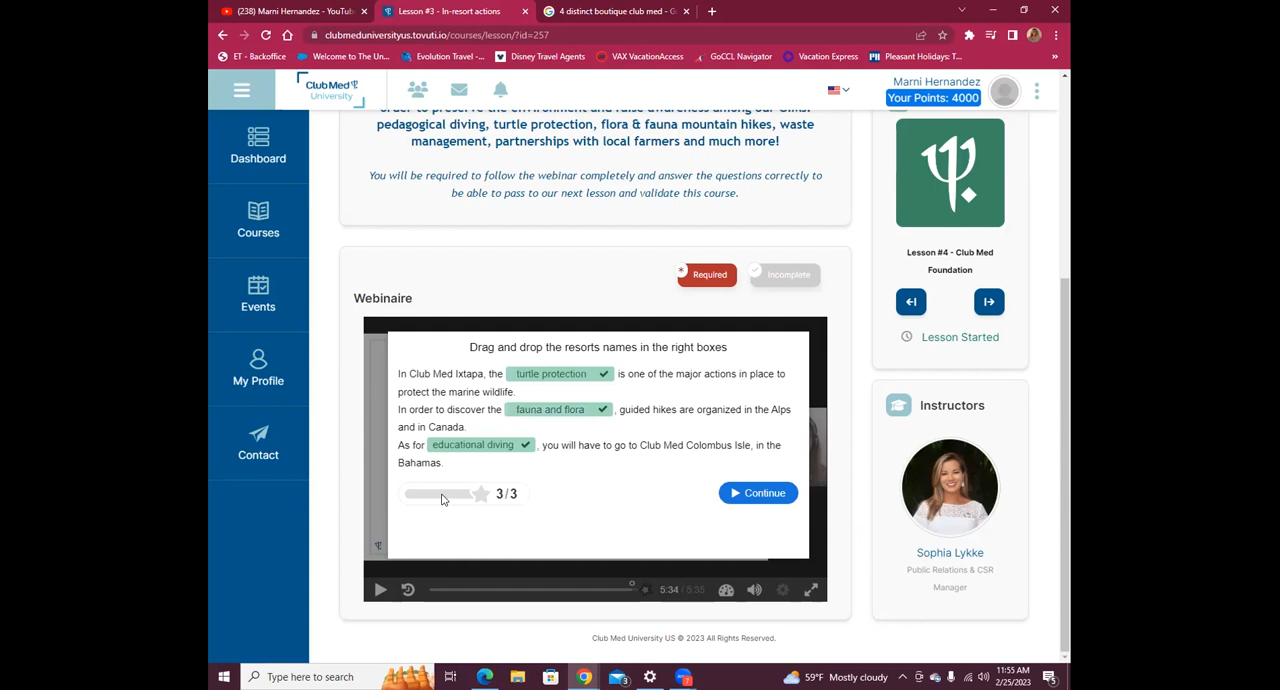 (238) Marni Hernandez - YouTub
Lesson #3 - In-resort actions
4 distinct boutique club med - G
clubmeduniversityus.tovuti.io/courses/lesson/?id=257
ET - Backoffice
Welcome to The Un...
Evolution Travel -...
Disney Travel Agents
VAX VacationAccess
GoCCL Navigator
Vacation Express
Pleasant Holidays: T...
Club Med
University
Marni Hernandez
Your Points: 4000
Dashboard
Courses
Events
My Profile
Contact
pedagogical diving, turtle protection, flora & fauna mountain hikes, waste
management, partnerships with local farmers and much more!
You will be required to follow the webinar completely and answer the questions correctly to
be able to pass to our next lesson and validate this course.
Required
Incomplete
Webinaire
Drag and drop the resorts names in the right boxes
In Club Med Ixtapa, the turtle protection is one of the major actions in place to
protect the marine wildlife.
In order to discover the fauna and flora , guided hikes are organized in the Alps
and in Canada.
As for educational diving , you will have to go to Club Med Colombus Isle, in the
Bahamas.
3/3
Continue
5:34 / 5:35
Lesson #4 - Club Med
Foundation
Lesson Started
Instructors
Sophia Lykke
Public Relations & CSR
Manager
Club Med University US © 2023 All Rights Reserved.
Type here to search
59°F Mostly cloudy
11:55 AM
2/25/2023